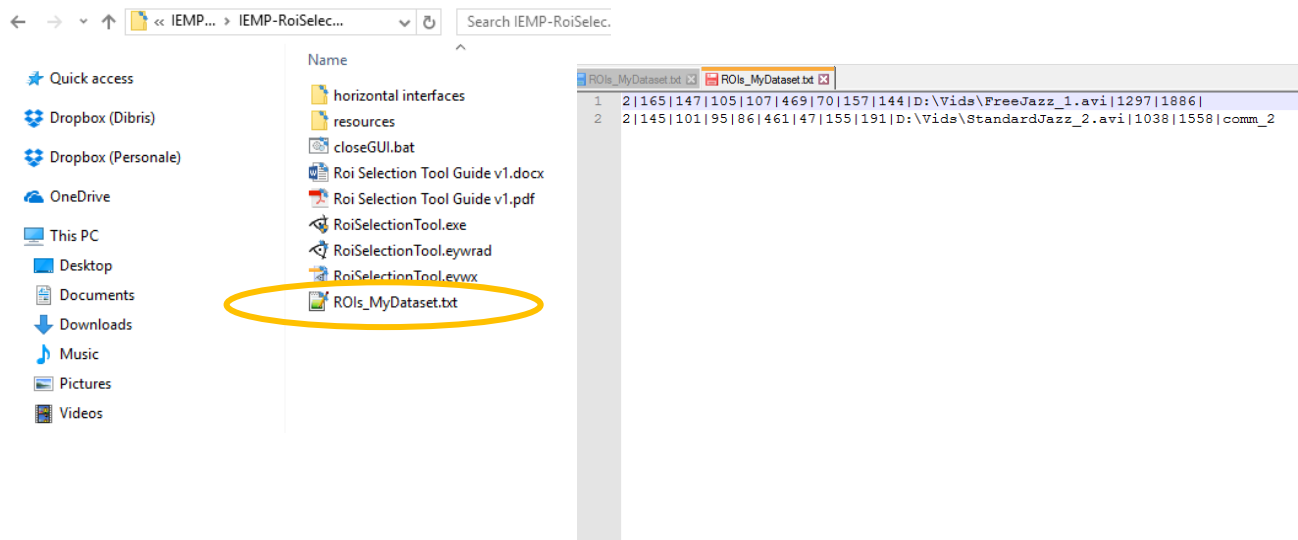 « IEMP... › IEMP-RoiSelec...
Search IEMP-RoiSelec.
Quick access
Dropbox (Dibris)
Dropbox (Personale)
OneDrive
This PC
Desktop
Documents
Downloads
Music
Pictures
Videos
Name
horizontal interfaces
resources
closeGUI.bat
Roi Selection Tool Guide v1.docx
Roi Selection Tool Guide v1.pdf
RoiSelectionTool.exe
RoiSelectionTool.eywrad
RoiSelectionTool.eywx
ROIs_MyDataset.txt
ROIs_MyDataset.txt ROIs_MyDataset.txt
1 2|165|147|105|107|469|70|157|144|D:\Vids\FreeJazz_1.avi|1297|1886|
2 2|145|101|95|86|461|47|155|191|D:\Vids\StandardJazz_2.avi|1038|1558|comm_2